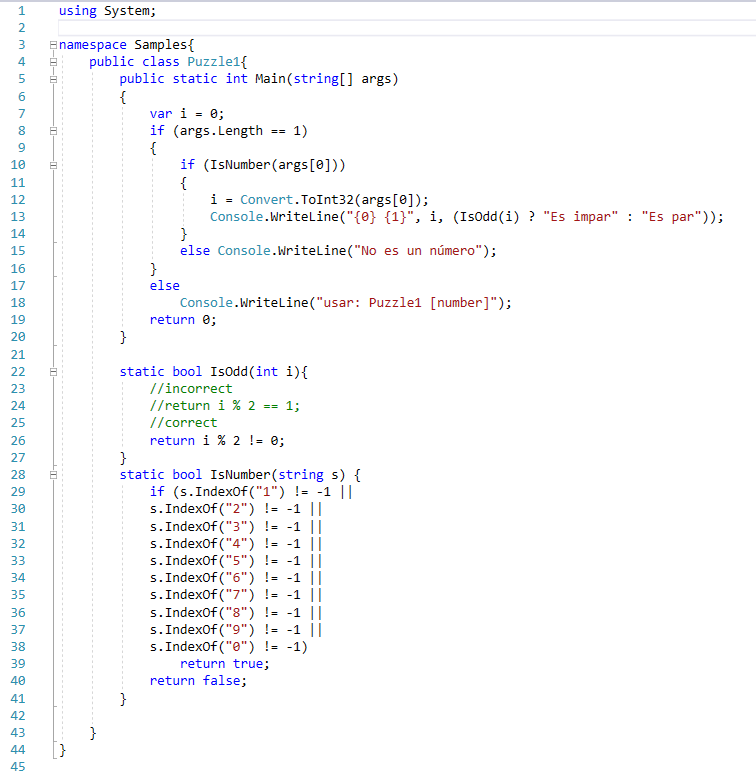 1 using System;
2
3 namespace Samples{
4 public class Puzzle1{
5 public static int Main(string[] args)
6 {
7 var i = 0;
8 if (args.Length == 1)
9 {
10 if (IsNumber(args[0]))
11 {
12 i = Convert.ToInt32(args[0]);
13 Console.WriteLine("{0} {1}", i, (IsOdd(i) ? "Es impar" : "Es par"));
14 }
15 else Console.WriteLine("No es un número");
16 }
17 else
18 Console.WriteLine("usar: Puzzle1 [number]");
19 return 0;
20 }
21
22 static bool IsOdd(int i){
23 //incorrect
24 //return i % 2 == 1;
25 //correct
26 return i % 2 != 0;
27 }
28 static bool IsNumber(string s) {
29 if (s.IndexOf("1") != -1 ||
30 s.IndexOf("2") != -1 ||
31 s.IndexOf("3") != -1 ||
32 s.IndexOf("4") != -1 ||
33 s.IndexOf("5") != -1 ||
34 s.IndexOf("6") != -1 ||
35 s.IndexOf("7") != -1 ||
36 s.IndexOf("8") != -1 ||
37 s.IndexOf("9") != -1 ||
38 s.IndexOf("0") != -1)
39 return true;
40 return false;
41 }
42
43 }
44 }
45